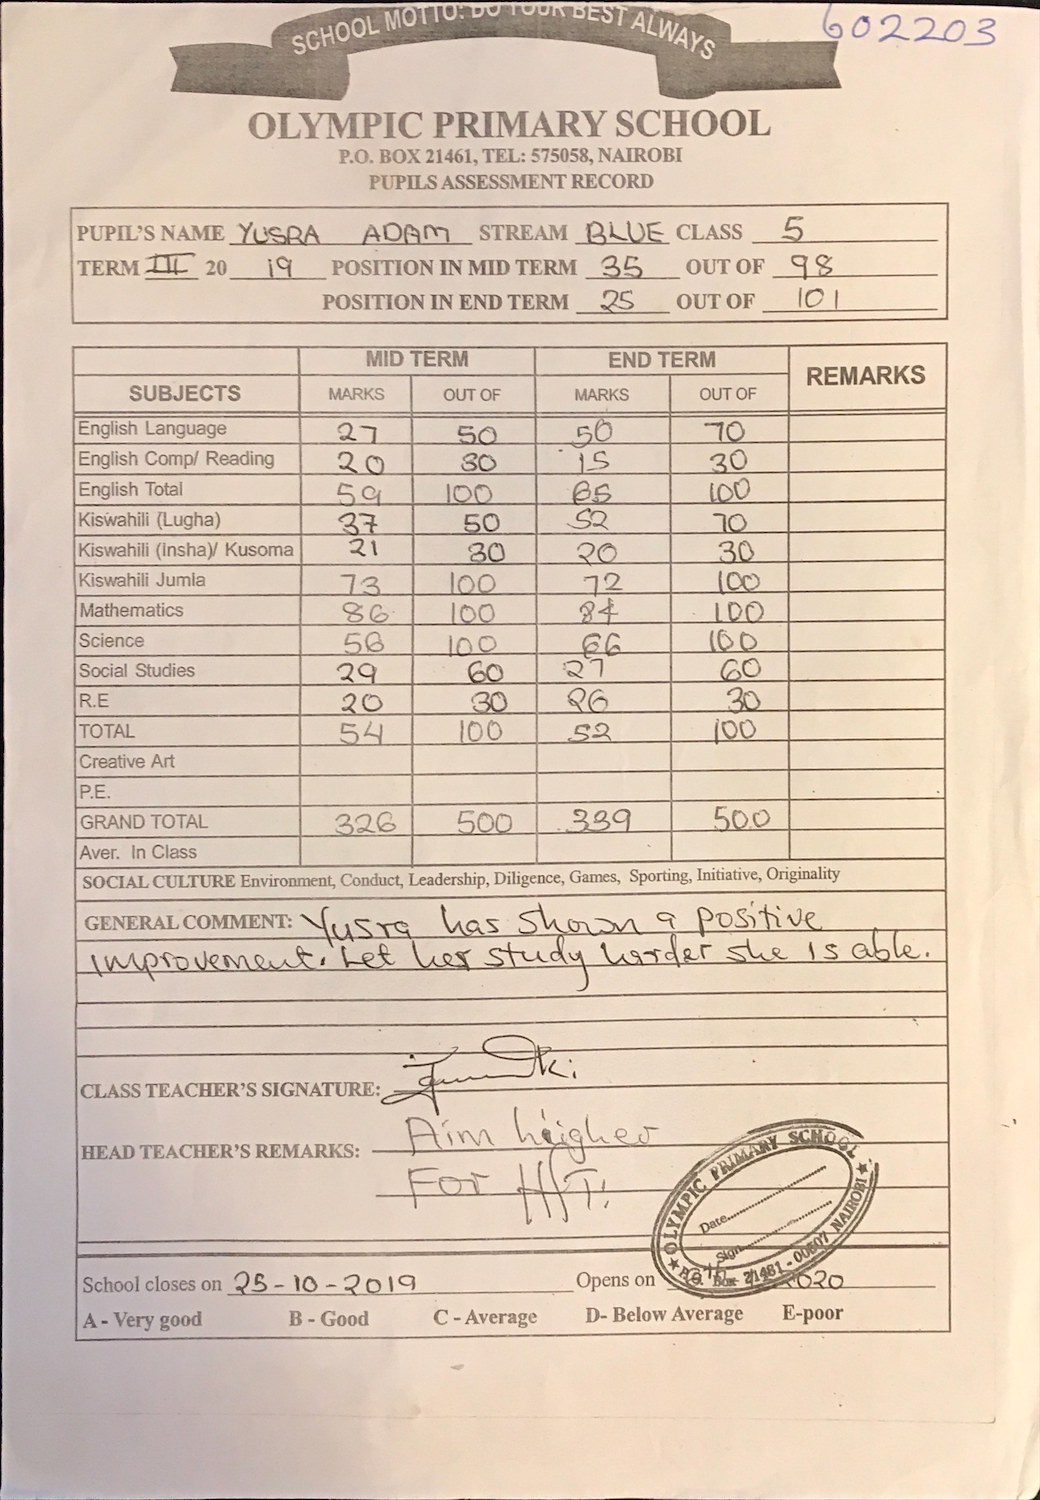 602203
SCHOOL MOTTO: DO YOUR BEST ALWAYS
OLYMPIC PRIMARY SCHOOL
P.O. BOX 21461, TEL: 575058, NAIROBI
PUPILS ASSESSMENT RECORD
PUPIL'S NAME YUSRA ADAM STREAM BLUE CLASS 5
TERM III 20 19 POSITION IN MID TERM 35 OUT OF 98
POSITION IN END TERM 25 OUT OF 101
MID TERM END TERM REMARKS
SUBJECTS MARKS OUT OF MARKS OUT OF
English Language 27 50 50 70
English Comp/ Reading 20 30 15 30
English Total 59 100 65 100
Kiswahili (Lugha) 37 50 52 70
Kiswahili (Insha)/ Kusoma 21 30 20 30
Kiswahili Jumla 73 100 72 100
Mathematics 86 100 84 100
Science 56 100 66 100
Social Studies 29 60 27 60
R.E 20 30 26 30
TOTAL 54 100 52 100
Creative Art
P.E.
GRAND TOTAL 326 500 339 500
Aver. In Class
SOCIAL CULTURE Environment, Conduct, Leadership, Diligence, Games, Sporting, Initiative, Originality
GENERAL COMMENT: Yusra has shown a positive
improvement. Let her study harder she is able.
CLASS TEACHER'S SIGNATURE:
HEAD TEACHER'S REMARKS: Aim heigher
For H/T.
OLYMPIC PRIMARY SCHOOL
Date
Sign
P.O. Box 21461 - 00507 NAIROBI
School closes on 25-10-2019 Opens on 2020
A - Very good B - Good C - Average D- Below Average E-poor